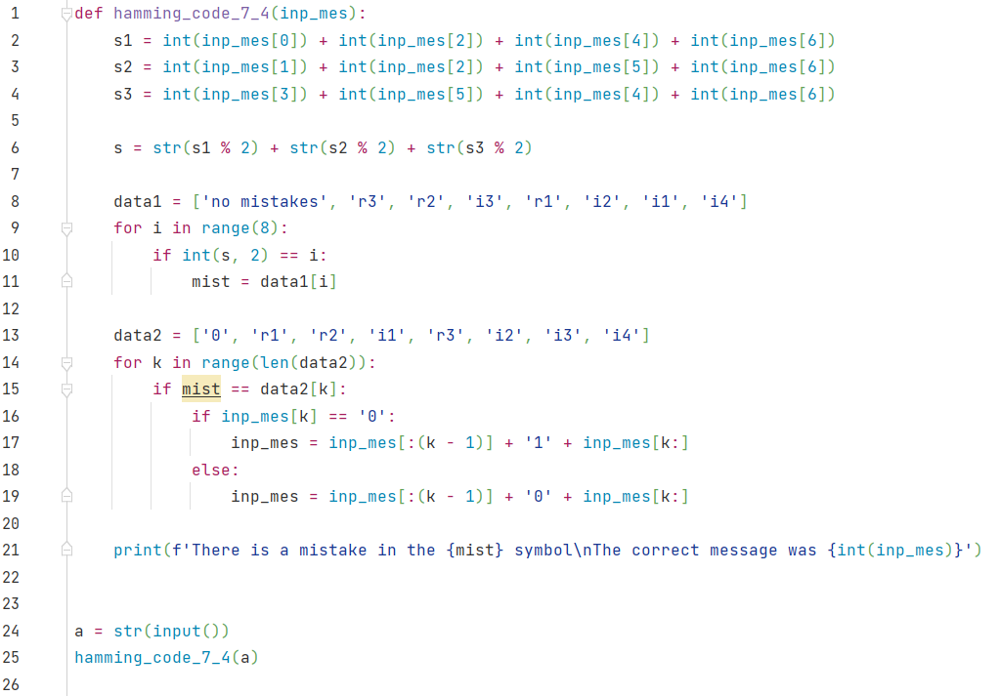 1 def hamming_code_7_4(inp_mes):
2     s1 = int(inp_mes[0]) + int(inp_mes[2]) + int(inp_mes[4]) + int(inp_mes[6])
3     s2 = int(inp_mes[1]) + int(inp_mes[2]) + int(inp_mes[5]) + int(inp_mes[6])
4     s3 = int(inp_mes[3]) + int(inp_mes[5]) + int(inp_mes[4]) + int(inp_mes[6])
5
6     s = str(s1 % 2) + str(s2 % 2) + str(s3 % 2)
7
8     data1 = ['no mistakes', 'r3', 'r2', 'i3', 'r1', 'i2', 'i1', 'i4']
9     for i in range(8):
10         if int(s, 2) == i:
11             mist = data1[i]
12
13     data2 = ['0', 'r1', 'r2', 'i1', 'r3', 'i2', 'i3', 'i4']
14     for k in range(len(data2)):
15         if mist == data2[k]:
16             if inp_mes[k] == '0':
17                 inp_mes = inp_mes[:(k - 1)] + '1' + inp_mes[k:]
18             else:
19                 inp_mes = inp_mes[:(k - 1)] + '0' + inp_mes[k:]
20
21     print(f'There is a mistake in the {mist} symbol\nThe correct message was {int(inp_mes)}')
22
23
24 a = str(input())
25 hamming_code_7_4(a)
26